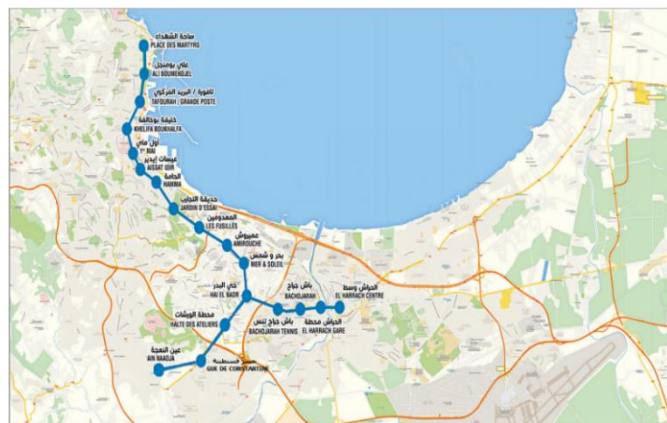 ساحة الشهداء
PLACE DES MARTYRS
علي بومنجل
ALI BOUMENDJEL
تافورة / البريد المركزي
TAFOURAH / GRANDE POSTE
خليفة بوخالفة
KHELIFA BOUKHALFA
أول ماي
1ᵉʳ MAI
عيسات إيدير
AISSAT IDIR
الحامة
HAMMA
حديقة التجارب
JARDIN D'ESSAI
المعدومين
LES FUSILLÉS
عميروش
AMIROUCHE
بحر و شمس
MER & SOLEIL
حي البدر
HAI EL BADR
باش جراح
BACHDJARAH
الحراش وسط
EL HARRACH CENTRE
باش جراح تنس
BACHDJARAH TENNIS
الحراش محطة
EL HARRACH GARE
محطة الورشات
HALTE DES ATELIERS
عين النعجة
AIN NAADJA
GUE DE CONSTANTINE